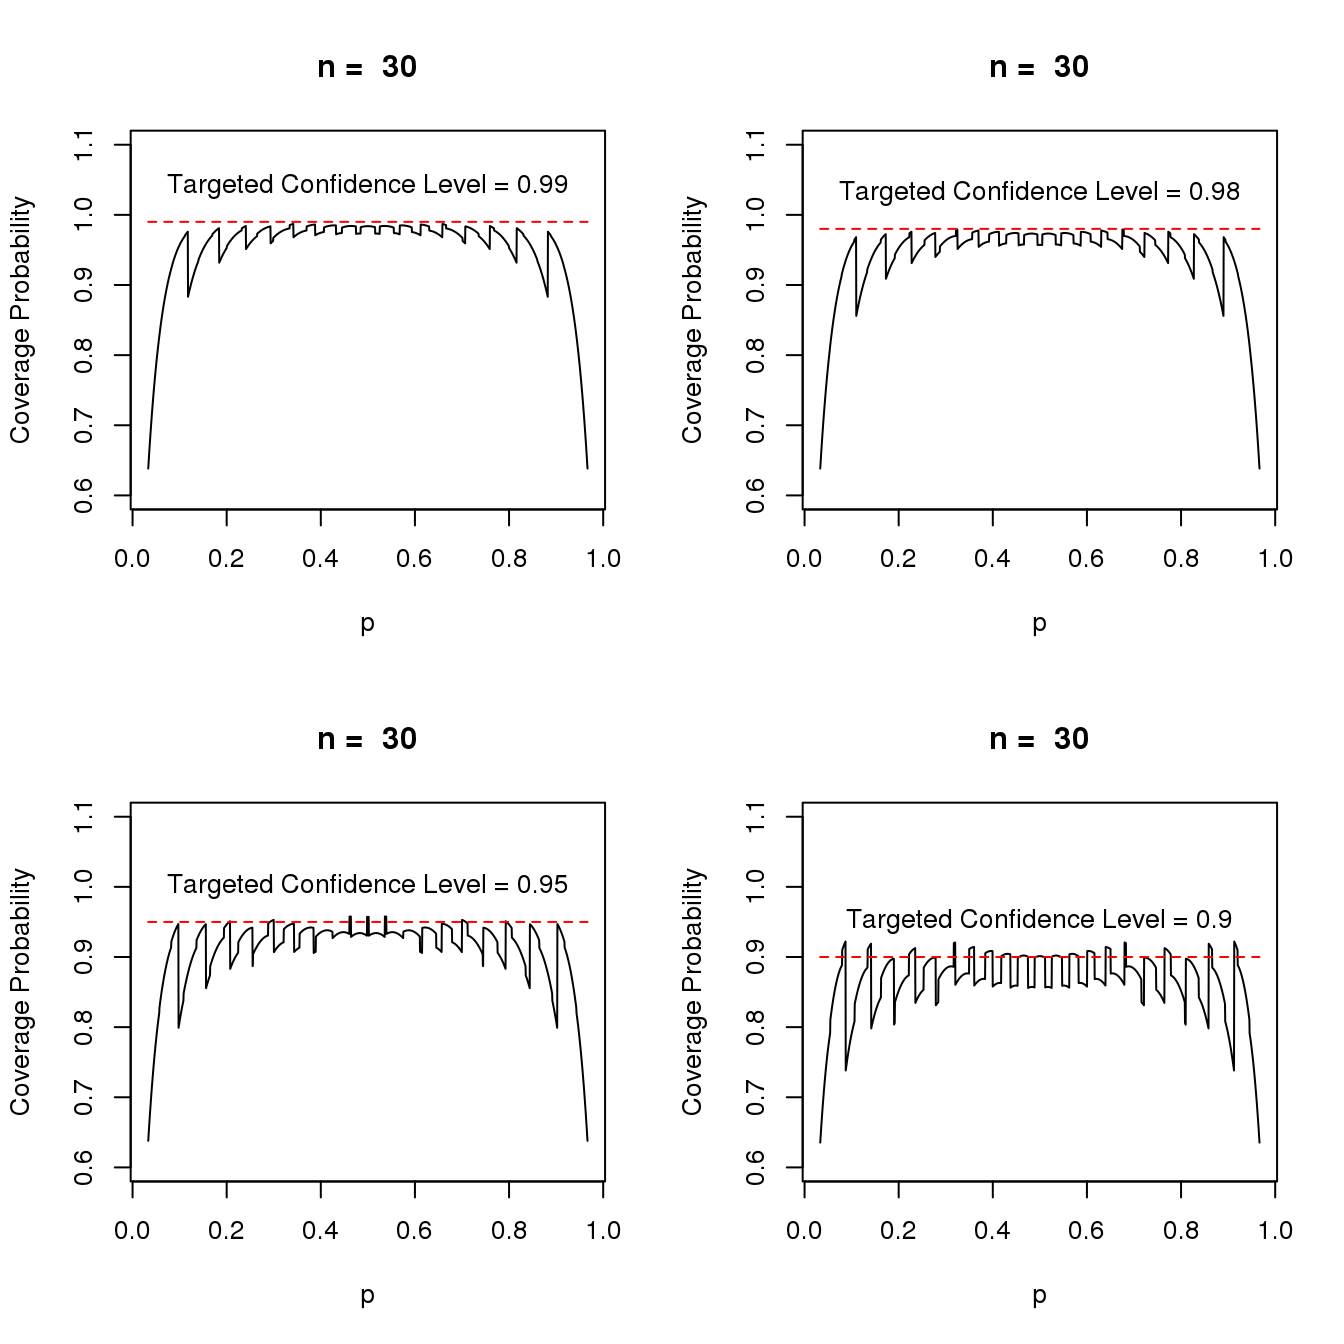 n =  30
Targeted Confidence Level = 0.99
Coverage Probability
0.6 0.7 0.8 0.9 1.0 1.1
0.0 0.2 0.4 0.6 0.8 1.0
p
n =  30
Targeted Confidence Level = 0.98
Coverage Probability
0.6 0.7 0.8 0.9 1.0 1.1
0.0 0.2 0.4 0.6 0.8 1.0
p
n =  30
Targeted Confidence Level = 0.95
Coverage Probability
0.6 0.7 0.8 0.9 1.0 1.1
0.0 0.2 0.4 0.6 0.8 1.0
p
n =  30
Targeted Confidence Level = 0.9
Coverage Probability
0.6 0.7 0.8 0.9 1.0 1.1
0.0 0.2 0.4 0.6 0.8 1.0
p